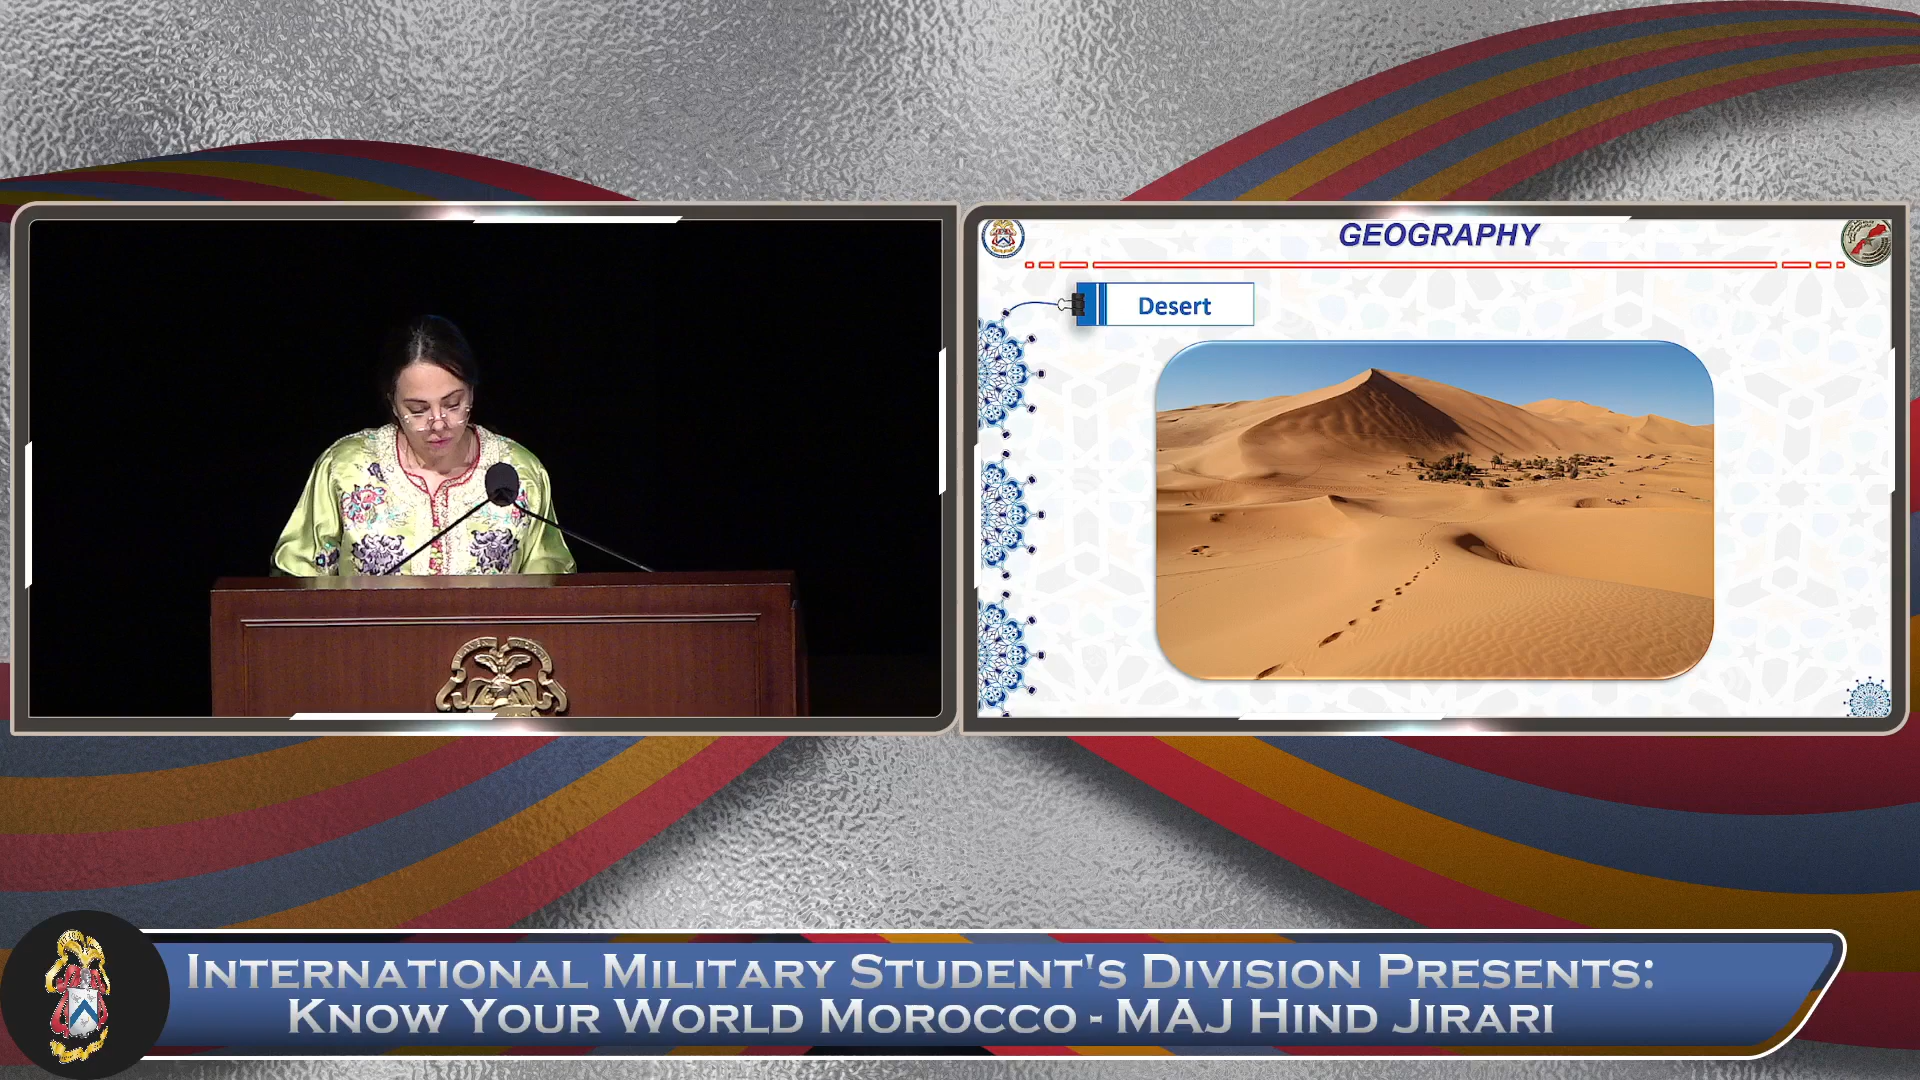 GEOGRAPHY
Desert
International Military Student's Division Presents:
Know Your World Morocco - MAJ Hind Jirari